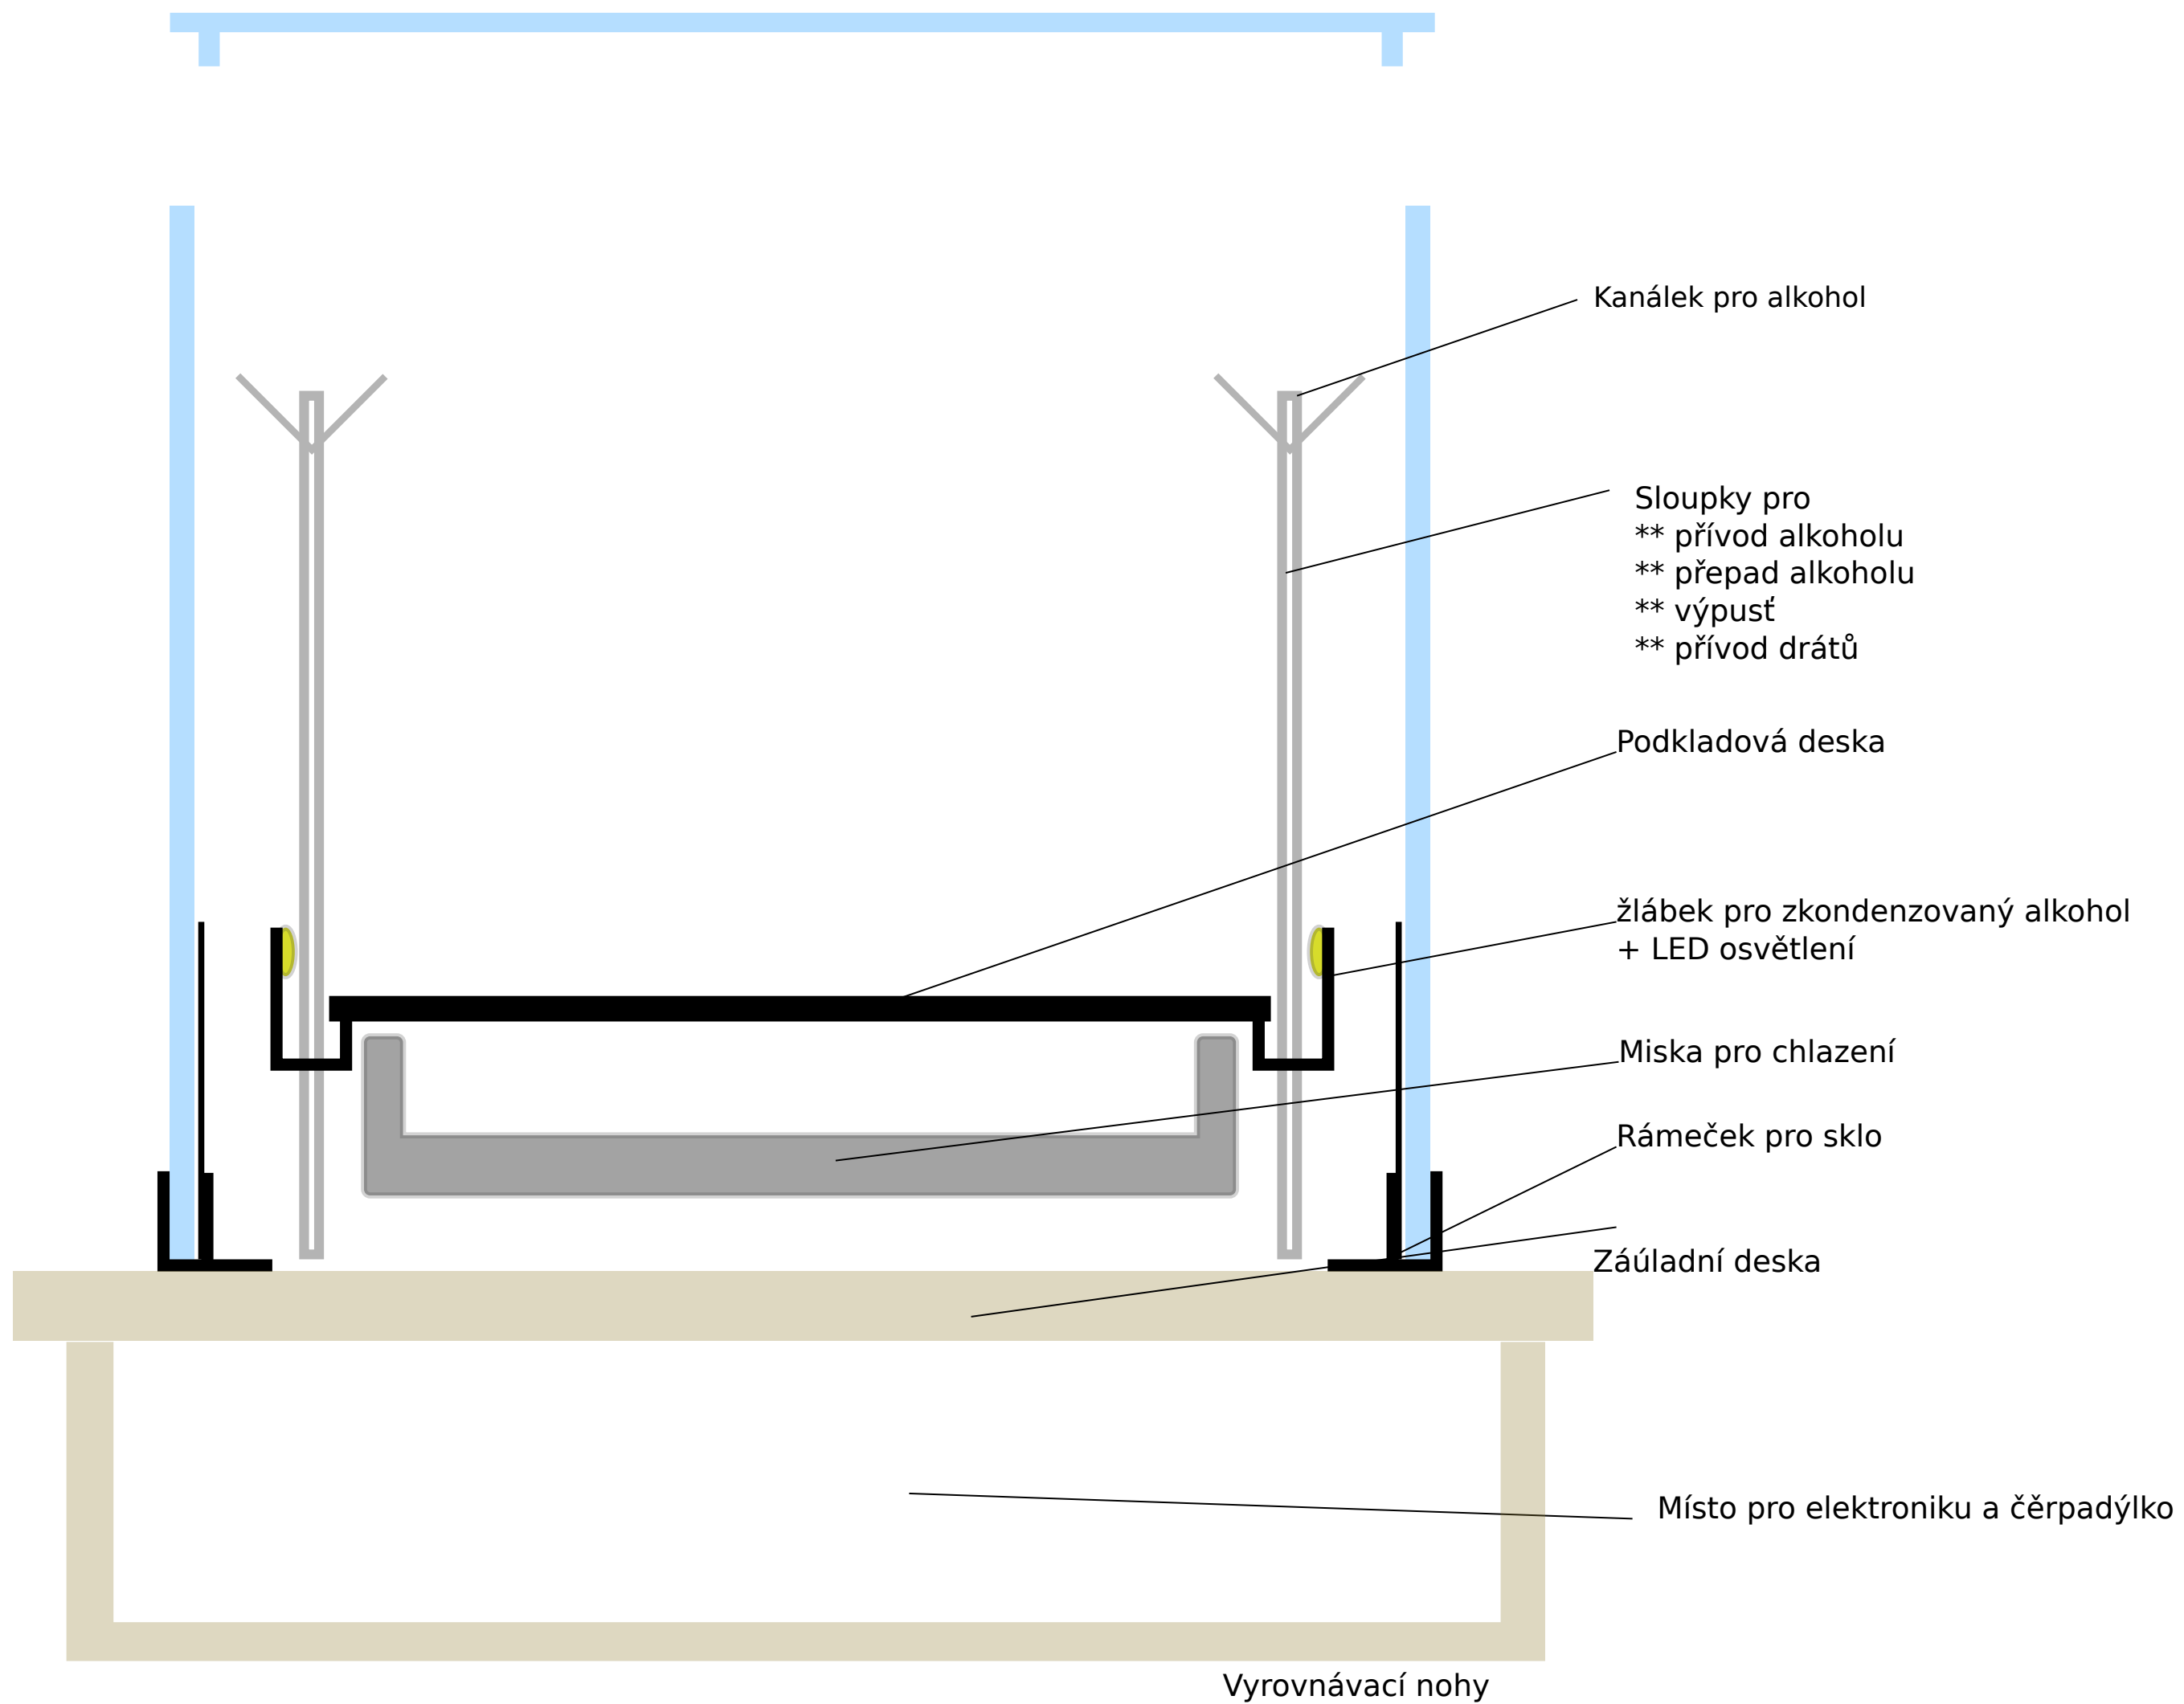 Kanálek pro alkohol
Sloupky pro
** přívod alkoholu
** přepad alkoholu
** výpusť
** přívod drátů
Podkladová deska
žlábek pro zkondenzovaný alkohol
+ LED osvětlení
Miska pro chlazení
Rámeček pro sklo
Záúladní deska
Místo pro elektroniku a čěrpadýlko
Vyrovnávací nohy